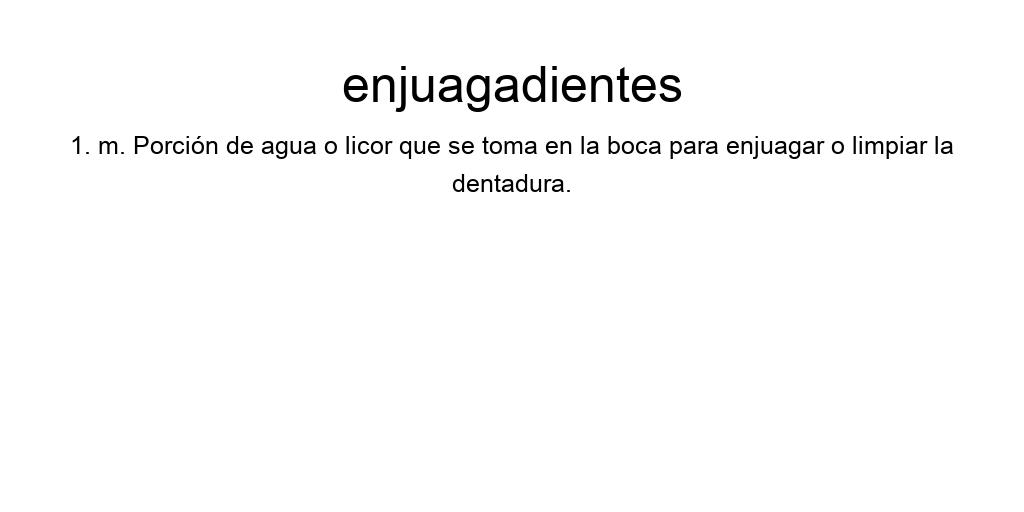 enjuagadientes
1. m. Porción de agua o licor que se toma en la boca para enjuagar o limpiar la
dentadura.